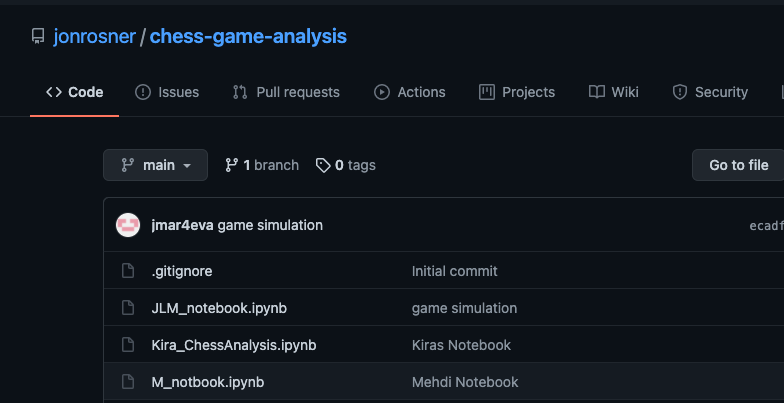 jonrosner / chess-game-analysis
Code Issues Pull requests Actions Projects Wiki Security
main 1 branch 0 tags Go to file
jmar4eva game simulation ecadf
.gitignore Initial commit
JLM_notebook.ipynb game simulation
Kira_ChessAnalysis.ipynb Kiras Notebook
M_notbook.ipynb Mehdi Notebook